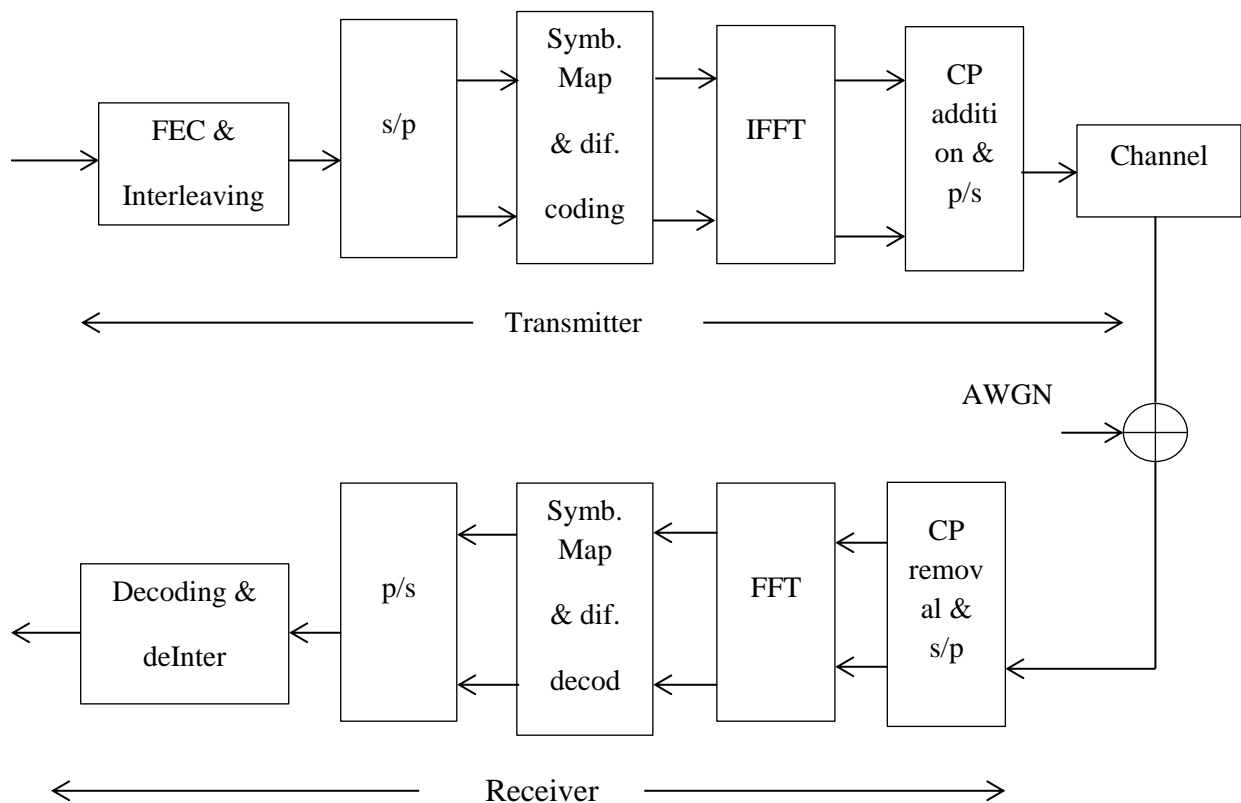 FEC &
Interleaving
s/p
Symb.
Map
& dif.
coding
IFFT
CP
additi
on &
p/s
Channel
Transmitter
AWGN
CP
remov
al &
s/p
FFT
Symb.
Map
& dif.
decod
p/s
Decoding &
deInter
Receiver